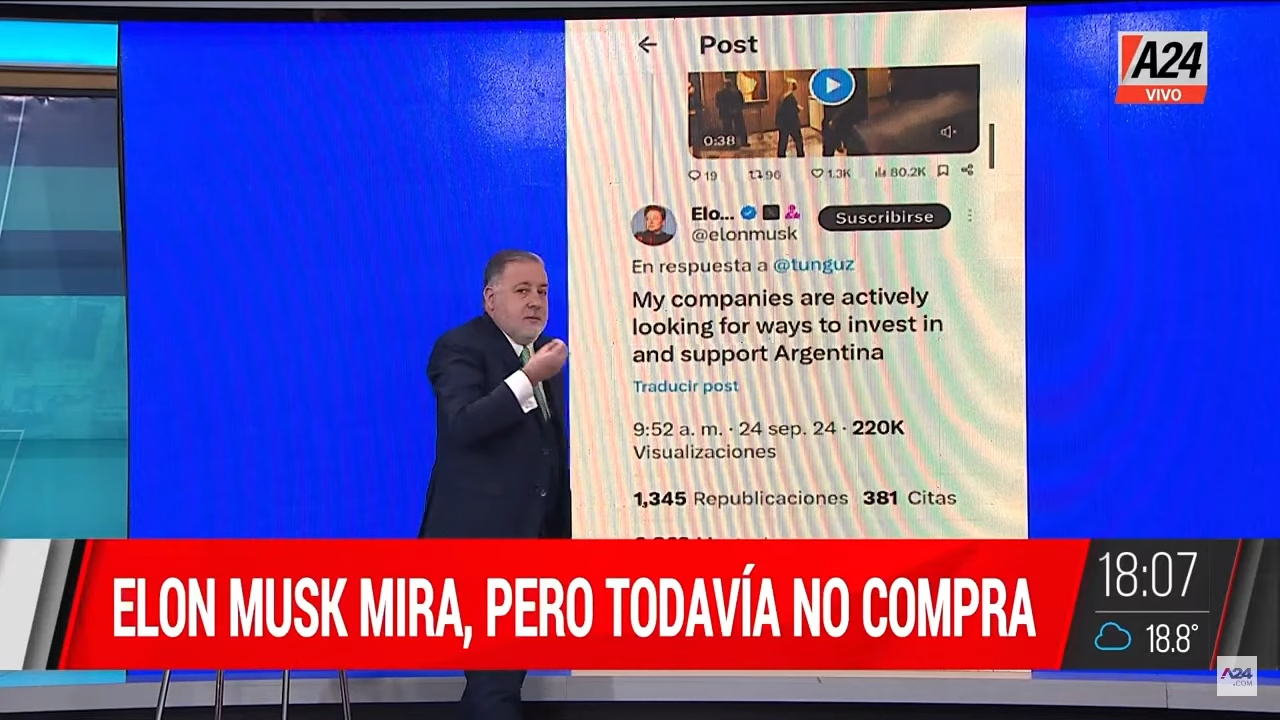 Post
A24
VIVO
0:38
19 96 1.3K 80.2K
Elo...
Suscribirse
@elonmusk
En respuesta a @tunguz
My companies are actively
looking for ways to invest in
and support Argentina
Traducir post
9:52 a. m. · 24 sep. 24 · 220K
Visualizaciones
1,345 Republicaciones 381 Citas
ELON MUSK MIRA, PERO TODAVÍA NO COMPRA
18:07
18.8°
A24
.COM